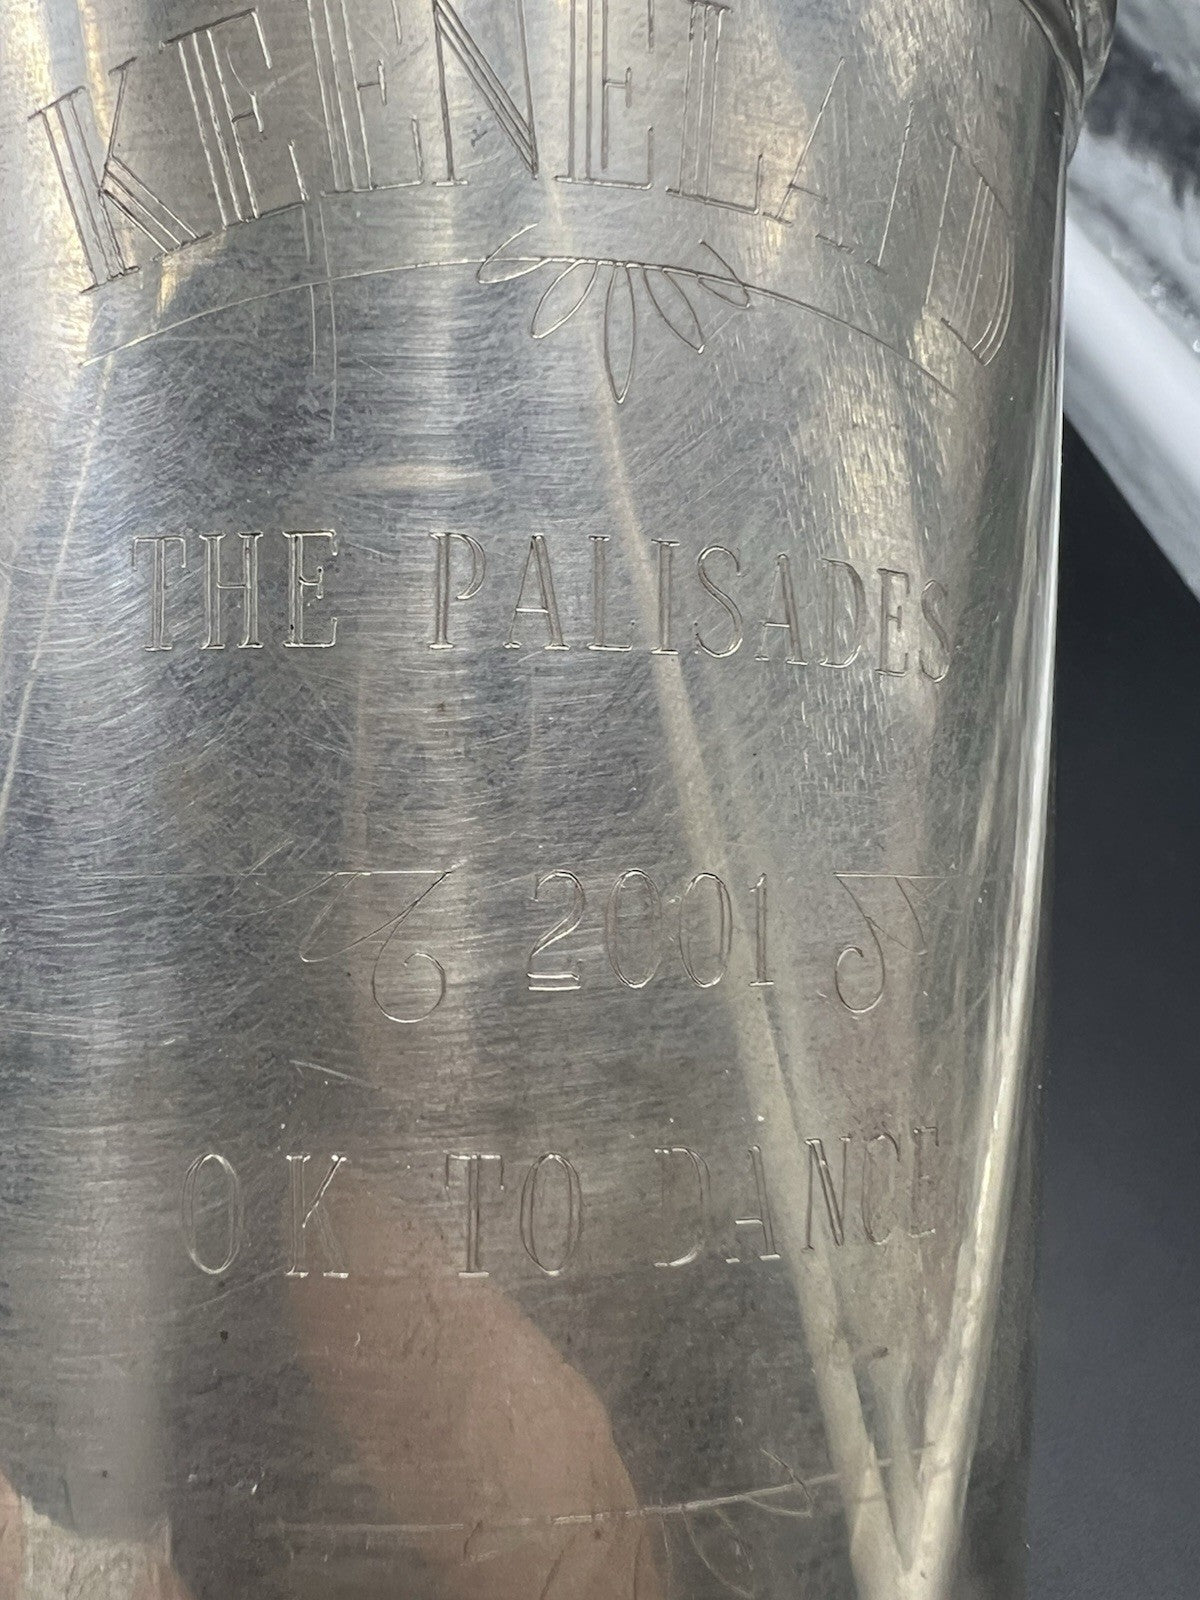 KEENELAND
THE PALISADES
2001
OK TO DANCE